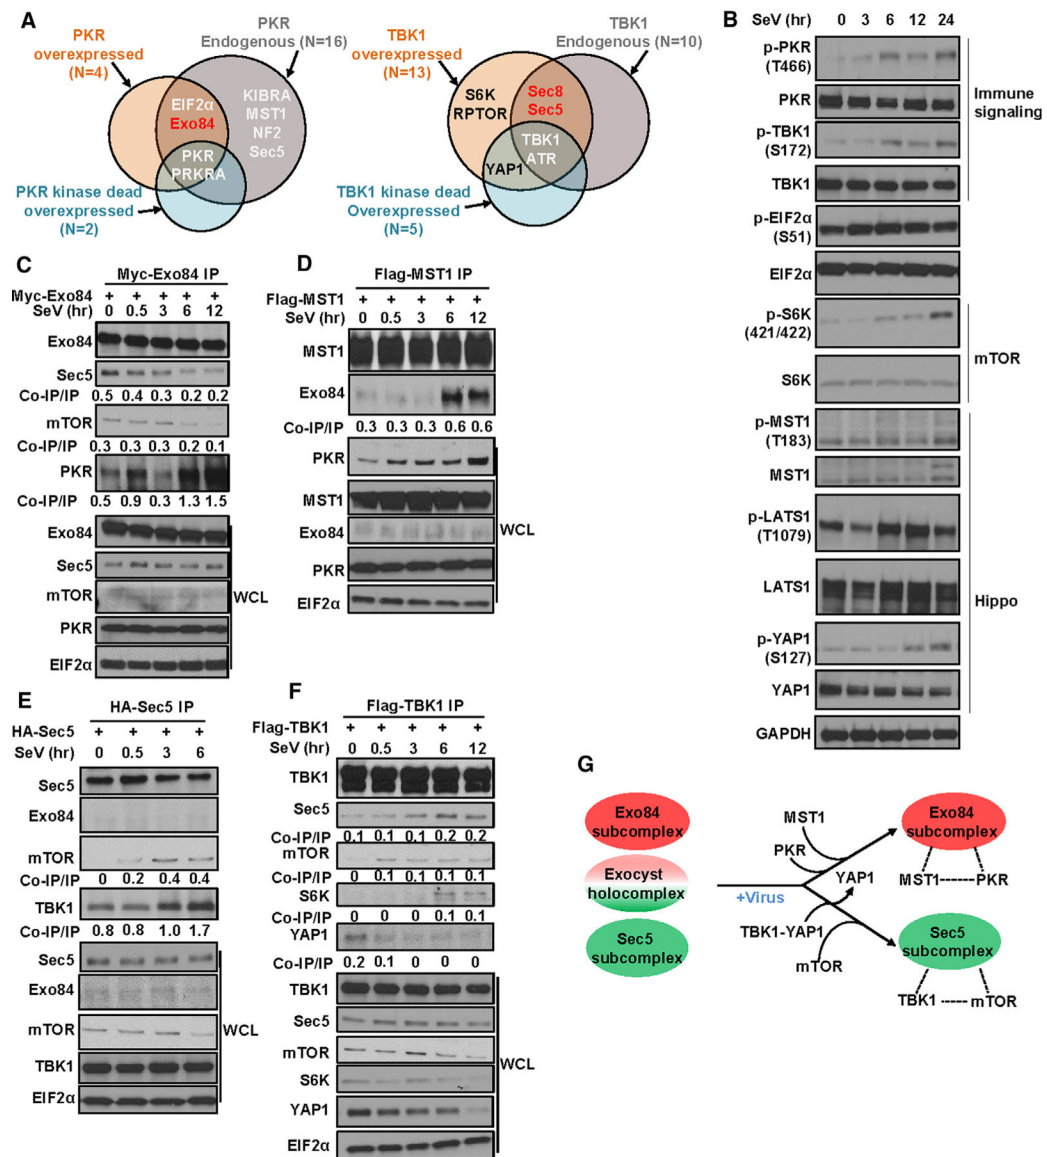 A
PKR
overexpressed
(N=4)
PKR
Endogenous (N=16)
EIF2α
Exo84
KIBRA
MST1
NF2
Sec5
PKR
PRKRA
PKR kinase dead
overexpressed
(N=2)
TBK1
overexpressed
(N=13)
TBK1
Endogenous (N=10)
S6K
RPTOR
Sec8
Sec5
TBK1
ATR
YAP1
TBK1 kinase dead
Overexpressed
(N=5)
B
SeV (hr) 0 3 6 12 24
p-PKR
(T466)
PKR
p-TBK1
(S172)
TBK1
p-EIF2α
(S51)
EIF2α
p-S6K
(421/422)
S6K
p-MST1
(T183)
MST1
p-LATS1
(T1079)
LATS1
p-YAP1
(S127)
YAP1
GAPDH
Immune
signaling
mTOR
Hippo
C
Myc-Exo84 IP
Myc-Exo84 + + + + +
SeV (hr) 0 0.5 3 6 12
Exo84
Sec5
Co-IP/IP 0.5 0.4 0.3 0.2 0.2
mTOR
Co-IP/IP 0.3 0.3 0.3 0.2 0.1
PKR
Co-IP/IP 0.5 0.9 0.3 1.3 1.5
Exo84
Sec5
mTOR
PKR
EIF2α
WCL
D
Flag-MST1 IP
Flag-MST1 + + + + +
SeV (hr) 0 0.5 3 6 12
MST1
Exo84
Co-IP/IP 0.3 0.3 0.3 0.6 0.6
PKR
MST1
Exo84
PKR
EIF2α
WCL
E
HA-Sec5 IP
HA-Sec5 + + + +
SeV (hr) 0 0.5 3 6
Sec5
Exo84
mTOR
Co-IP/IP 0 0.2 0.4 0.4
TBK1
Co-IP/IP 0.8 0.8 1.0 1.7
Sec5
Exo84
mTOR
TBK1
EIF2α
WCL
F
Flag-TBK1 IP
Flag-TBK1 + + + + +
SeV (hr) 0 0.5 3 6 12
TBK1
Sec5
Co-IP/IP 0.1 0.1 0.1 0.2 0.2
mTOR
Co-IP/IP 0.1 0.1 0.1 0.1 0.1
S6K
Co-IP/IP 0 0 0 0.1 0.1
YAP1
Co-IP/IP 0.2 0.1 0 0 0
TBK1
Sec5
mTOR
S6K
YAP1
EIF2α
WCL
G
Exo84
subcomplex
Exocyst
holocomplex
Sec5
subcomplex
+Virus
MST1
PKR
YAP1
TBK1-YAP1
mTOR
Exo84
subcomplex
MST1 ------ PKR
Sec5
subcomplex
TBK1 ----- mTOR